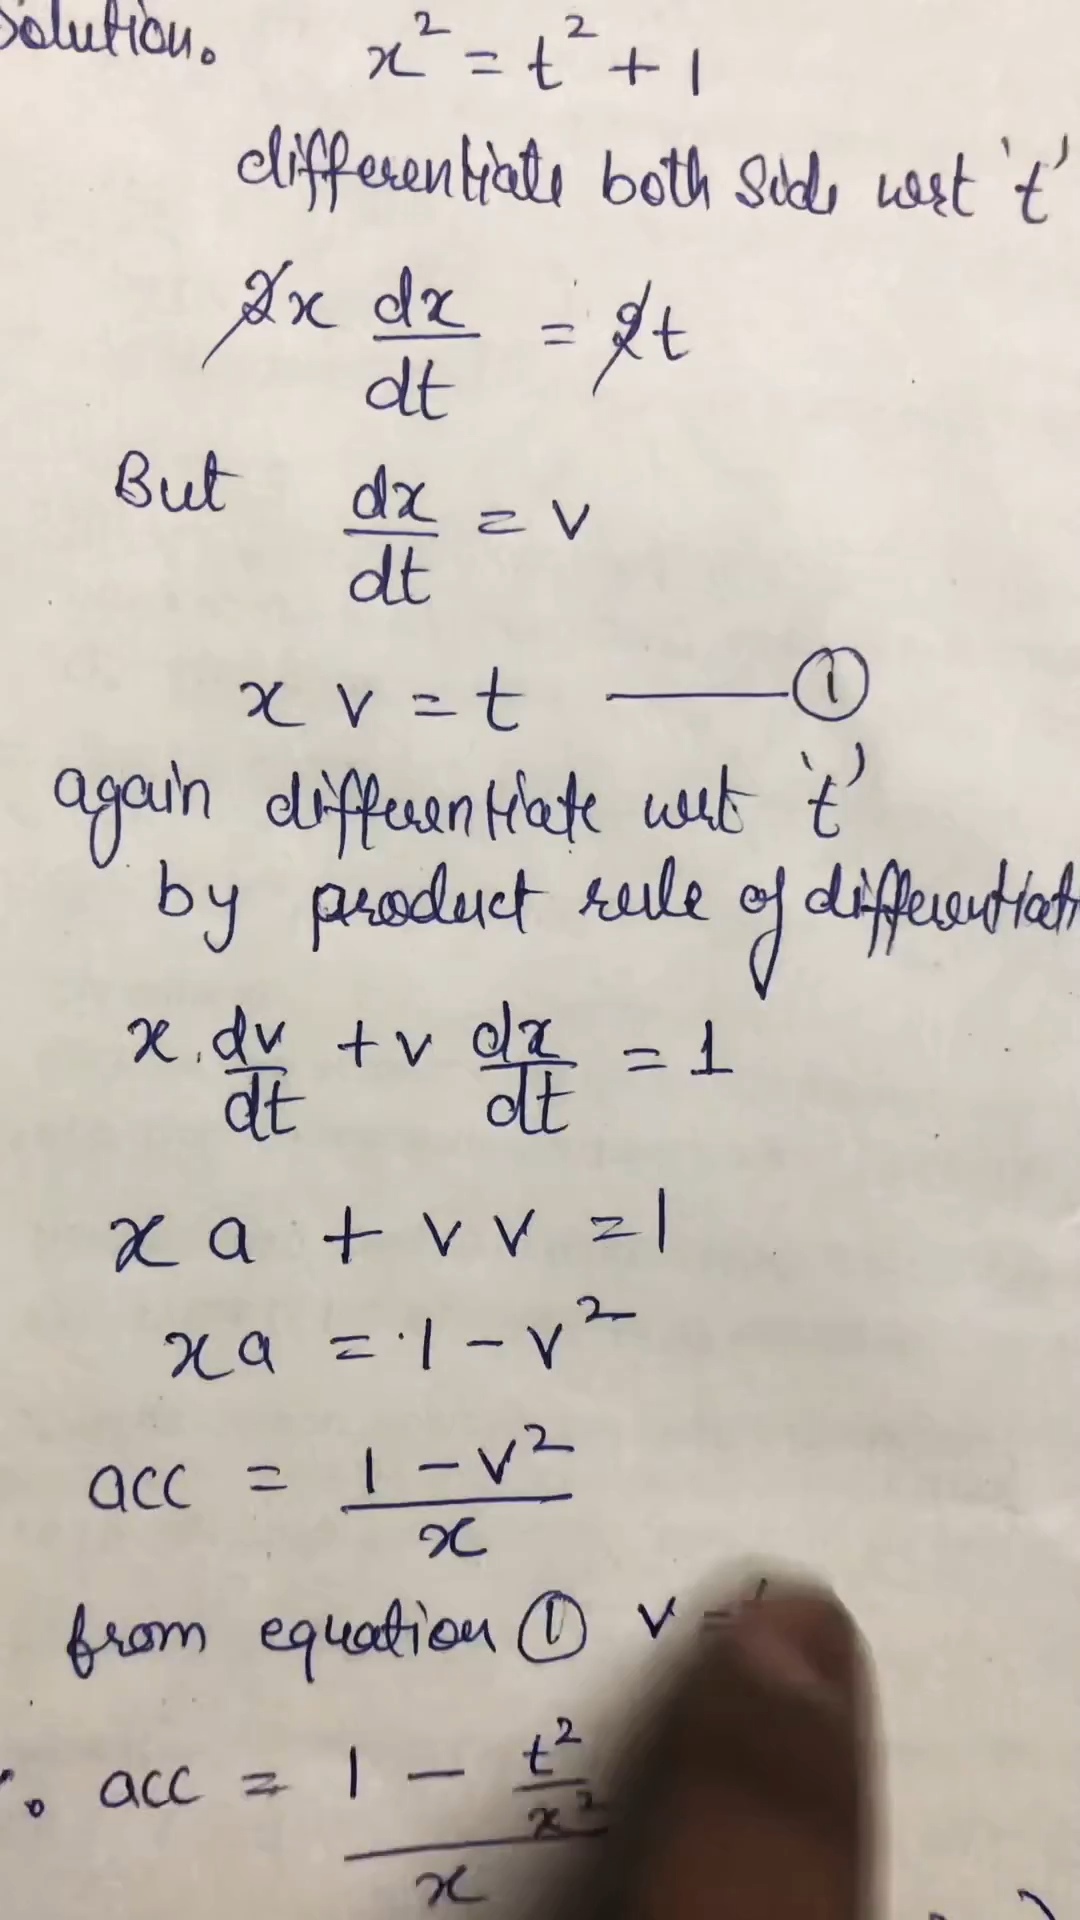 Solution. x² = t² + 1
differentiate both side wrt 't'
2x dx/dt = 2t
But dx/dt = v
x v = t —— ①
again differentiate wrt 't'
by product rule of
x. dv/dt + v dx/dt = 1
x a + v v = 1
xa = 1 - v²
acc = (1 - v²)/x
from equation ① v =
acc = (1 - t²/x²)/x